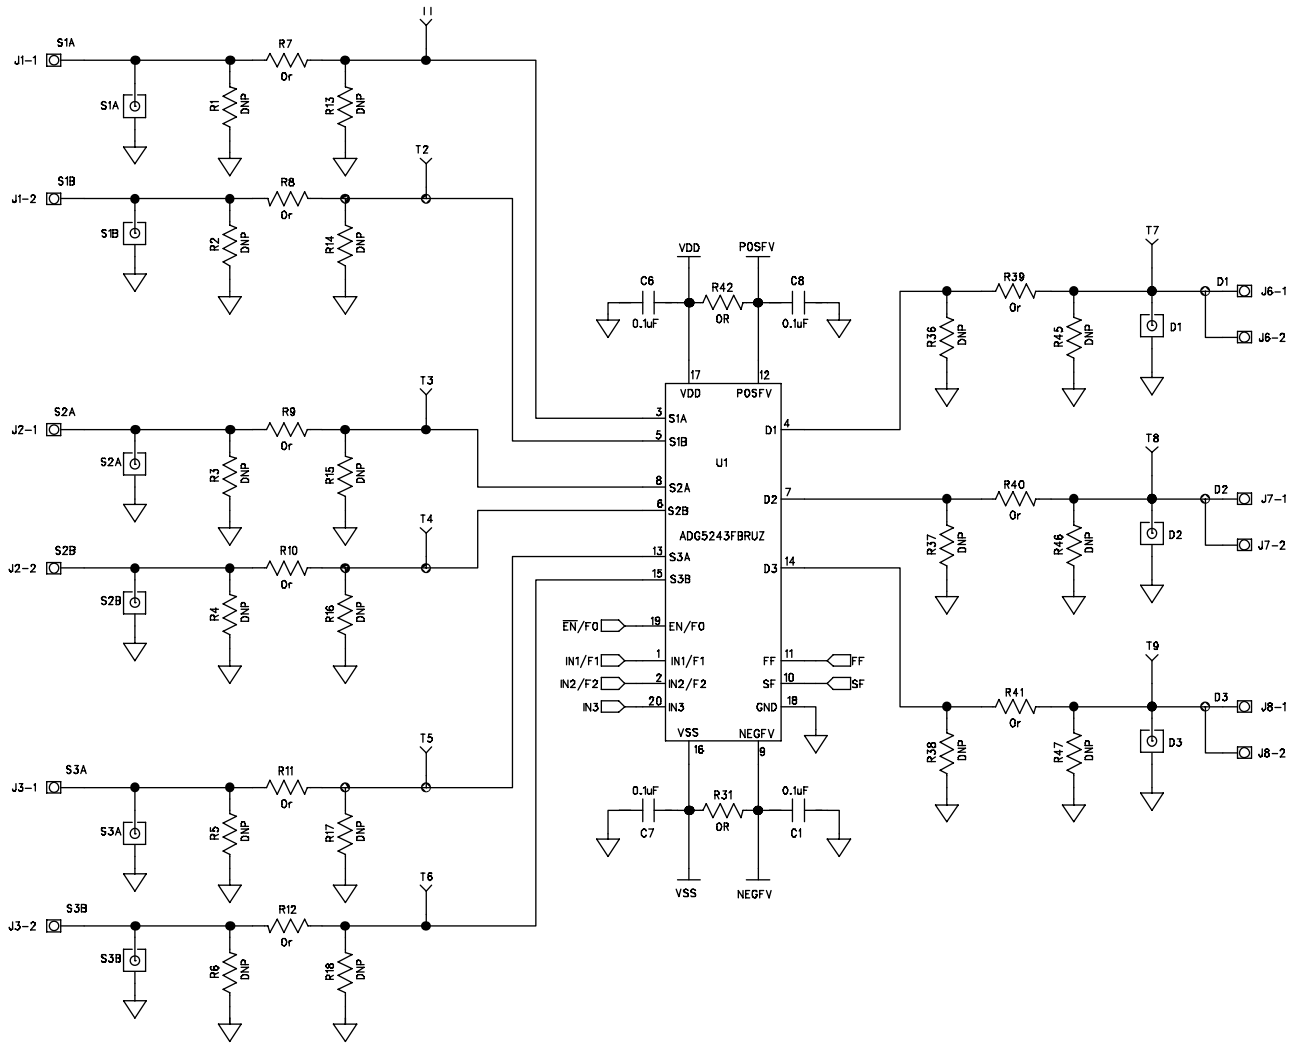 T1
S1A
J1-1
R7
0r
S1A
R1
DNP
R13
DNP
T2
S1B
J1-2
R8
0r
S1B
R2
DNP
R14
DNP
T3
S2A
J2-1
R9
0r
S2A
R3
DNP
R15
DNP
T4
S2B
J2-2
R10
0r
S2B
R4
DNP
R16
DNP
T5
S3A
J3-1
R11
0r
S3A
R5
DNP
R17
DNP
T6
S3B
J3-2
R12
0r
S3B
R6
DNP
R18
DNP
VDD
POSFV
C6
0.1uF
R42
0R
C8
0.1uF
17
12
VDD
POSFV
3
S1A
5
S1B
D1
4
U1
8
S2A
6
S2B
D2
7
ADG5243FBRUZ
13
S3A
15
S3B
D3
14
EN/F0
19
EN/F0
IN1/F1
1
IN1/F1
IN2/F2
2
IN2/F2
IN3
20
IN3
FF
11
FF
SF
10
SF
GND
18
VSS
NEGFV
16
9
0.1uF
C7
R31
0R
0.1uF
C1
VSS
NEGFV
T7
R39
0r
D1
J6-1
R36
DNP
R45
DNP
D1
J6-2
T8
R40
0r
D2
J7-1
R37
DNP
R46
DNP
D2
J7-2
T9
R41
0r
D3
J8-1
R38
DNP
R47
DNP
D3
J8-2